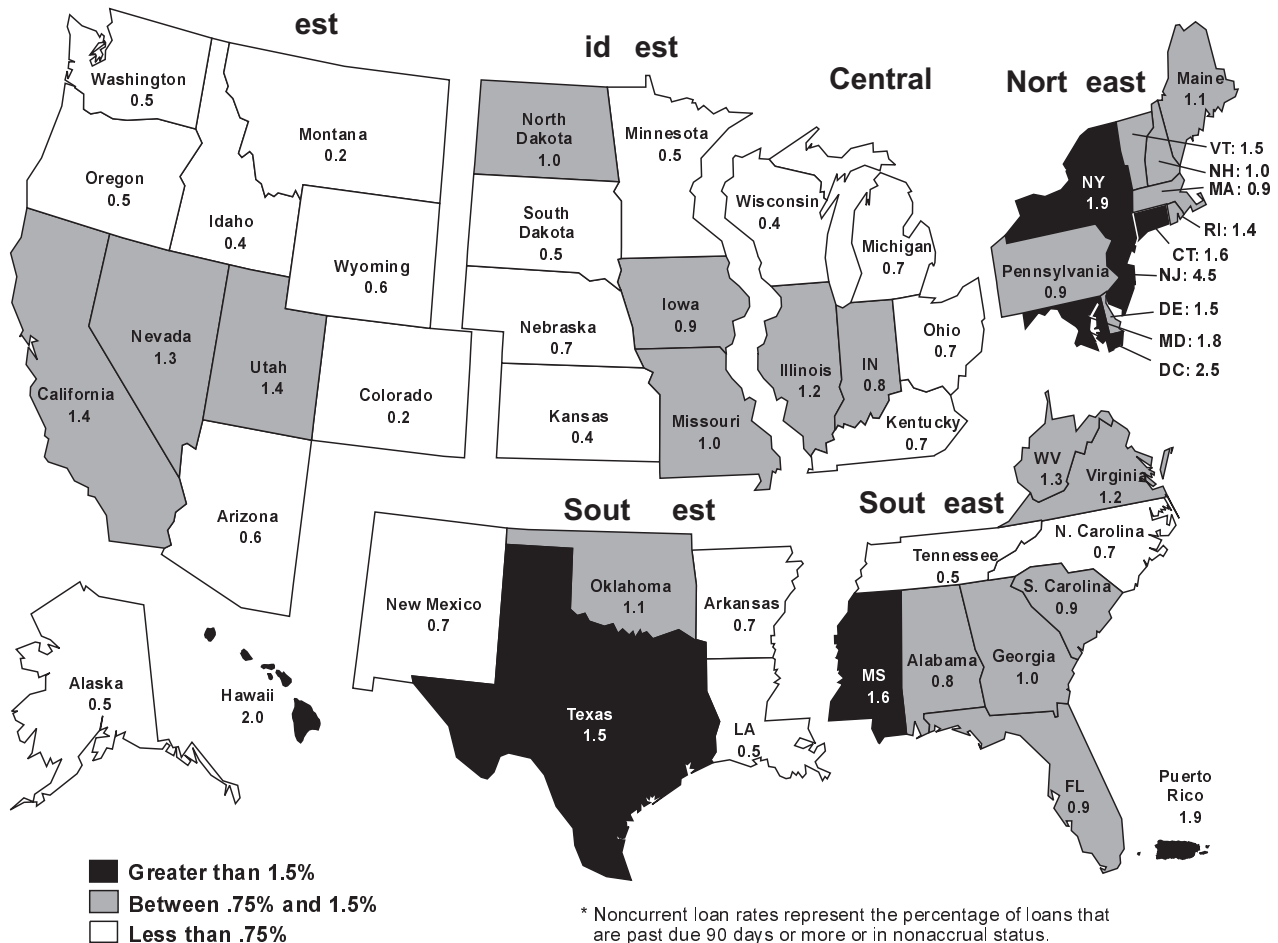 est
id est
Central
Nort east
Washington
0.5
Montana
0.2
Oregon
0.5
Idaho
0.4
Wyoming
0.6
Nevada
1.3
Utah
1.4
California
1.4
Colorado
0.2
Arizona
0.6
Alaska
0.5
Hawaii
2.0
North
Dakota
1.0
Minnesota
0.5
South
Dakota
0.5
Nebraska
0.7
Iowa
0.9
Kansas
0.4
Missouri
1.0
Wisconsin
0.4
Michigan
0.7
Illinois
1.2
IN
0.8
Ohio
0.7
Kentucky
0.7
Maine
1.1
VT: 1.5
NH: 1.0
MA: 0.9
NY
1.9
RI: 1.4
CT: 1.6
NJ: 4.5
Pennsylvania
0.9
DE: 1.5
MD: 1.8
DC: 2.5
Sout est
New Mexico
0.7
Oklahoma
1.1
Texas
1.5
Arkansas
0.7
LA
0.5
Sout east
WV
1.3
Virginia
1.2
N. Carolina
0.7
Tennessee
0.5
S. Carolina
0.9
MS
1.6
Alabama
0.8
Georgia
1.0
FL
0.9
Puerto
Rico
1.9
Greater than 1.5%
Between .75% and 1.5%
Less than .75%
* Noncurrent loan rates represent the percentage of loans that
are past due 90 days or more or in nonaccrual status.